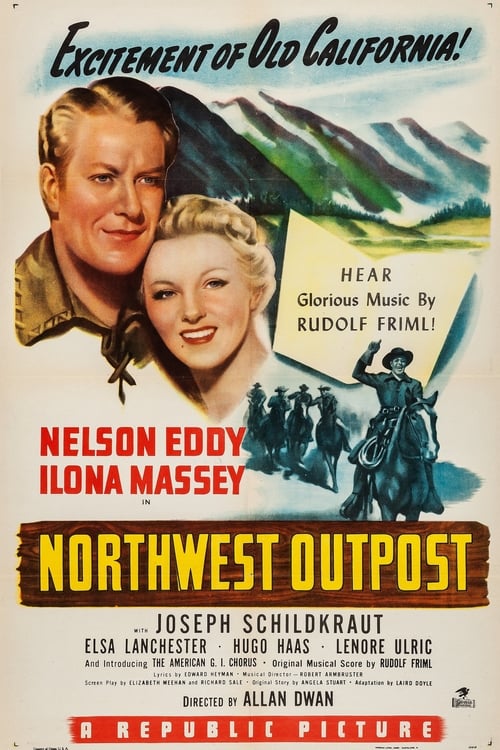 EXCITEMENT OF OLD CALIFORNIA!
HEAR
Glorious Music By
RUDOLF FRIML!
NELSON EDDY
ILONA MASSEY
IN
NORTHWEST OUTPOST
WITH JOSEPH SCHILDKRAUT
ELSA LANCHESTER · HUGO HAAS · LENORE ULRIC
And Introducing THE AMERICAN G. I. CHORUS · Original Musical Score by RUDOLF FRIML
Lyrics by EDWARD HEYMAN · Musical Director — ROBERT ARMBRUSTER
Screen Play by ELIZABETH MEEHAN and RICHARD SALE · Original Story by ANGELA STUART · Adaptation by LAIRD DOYLE
DIRECTED BY ALLAN DWAN
A REPUBLIC PICTURE